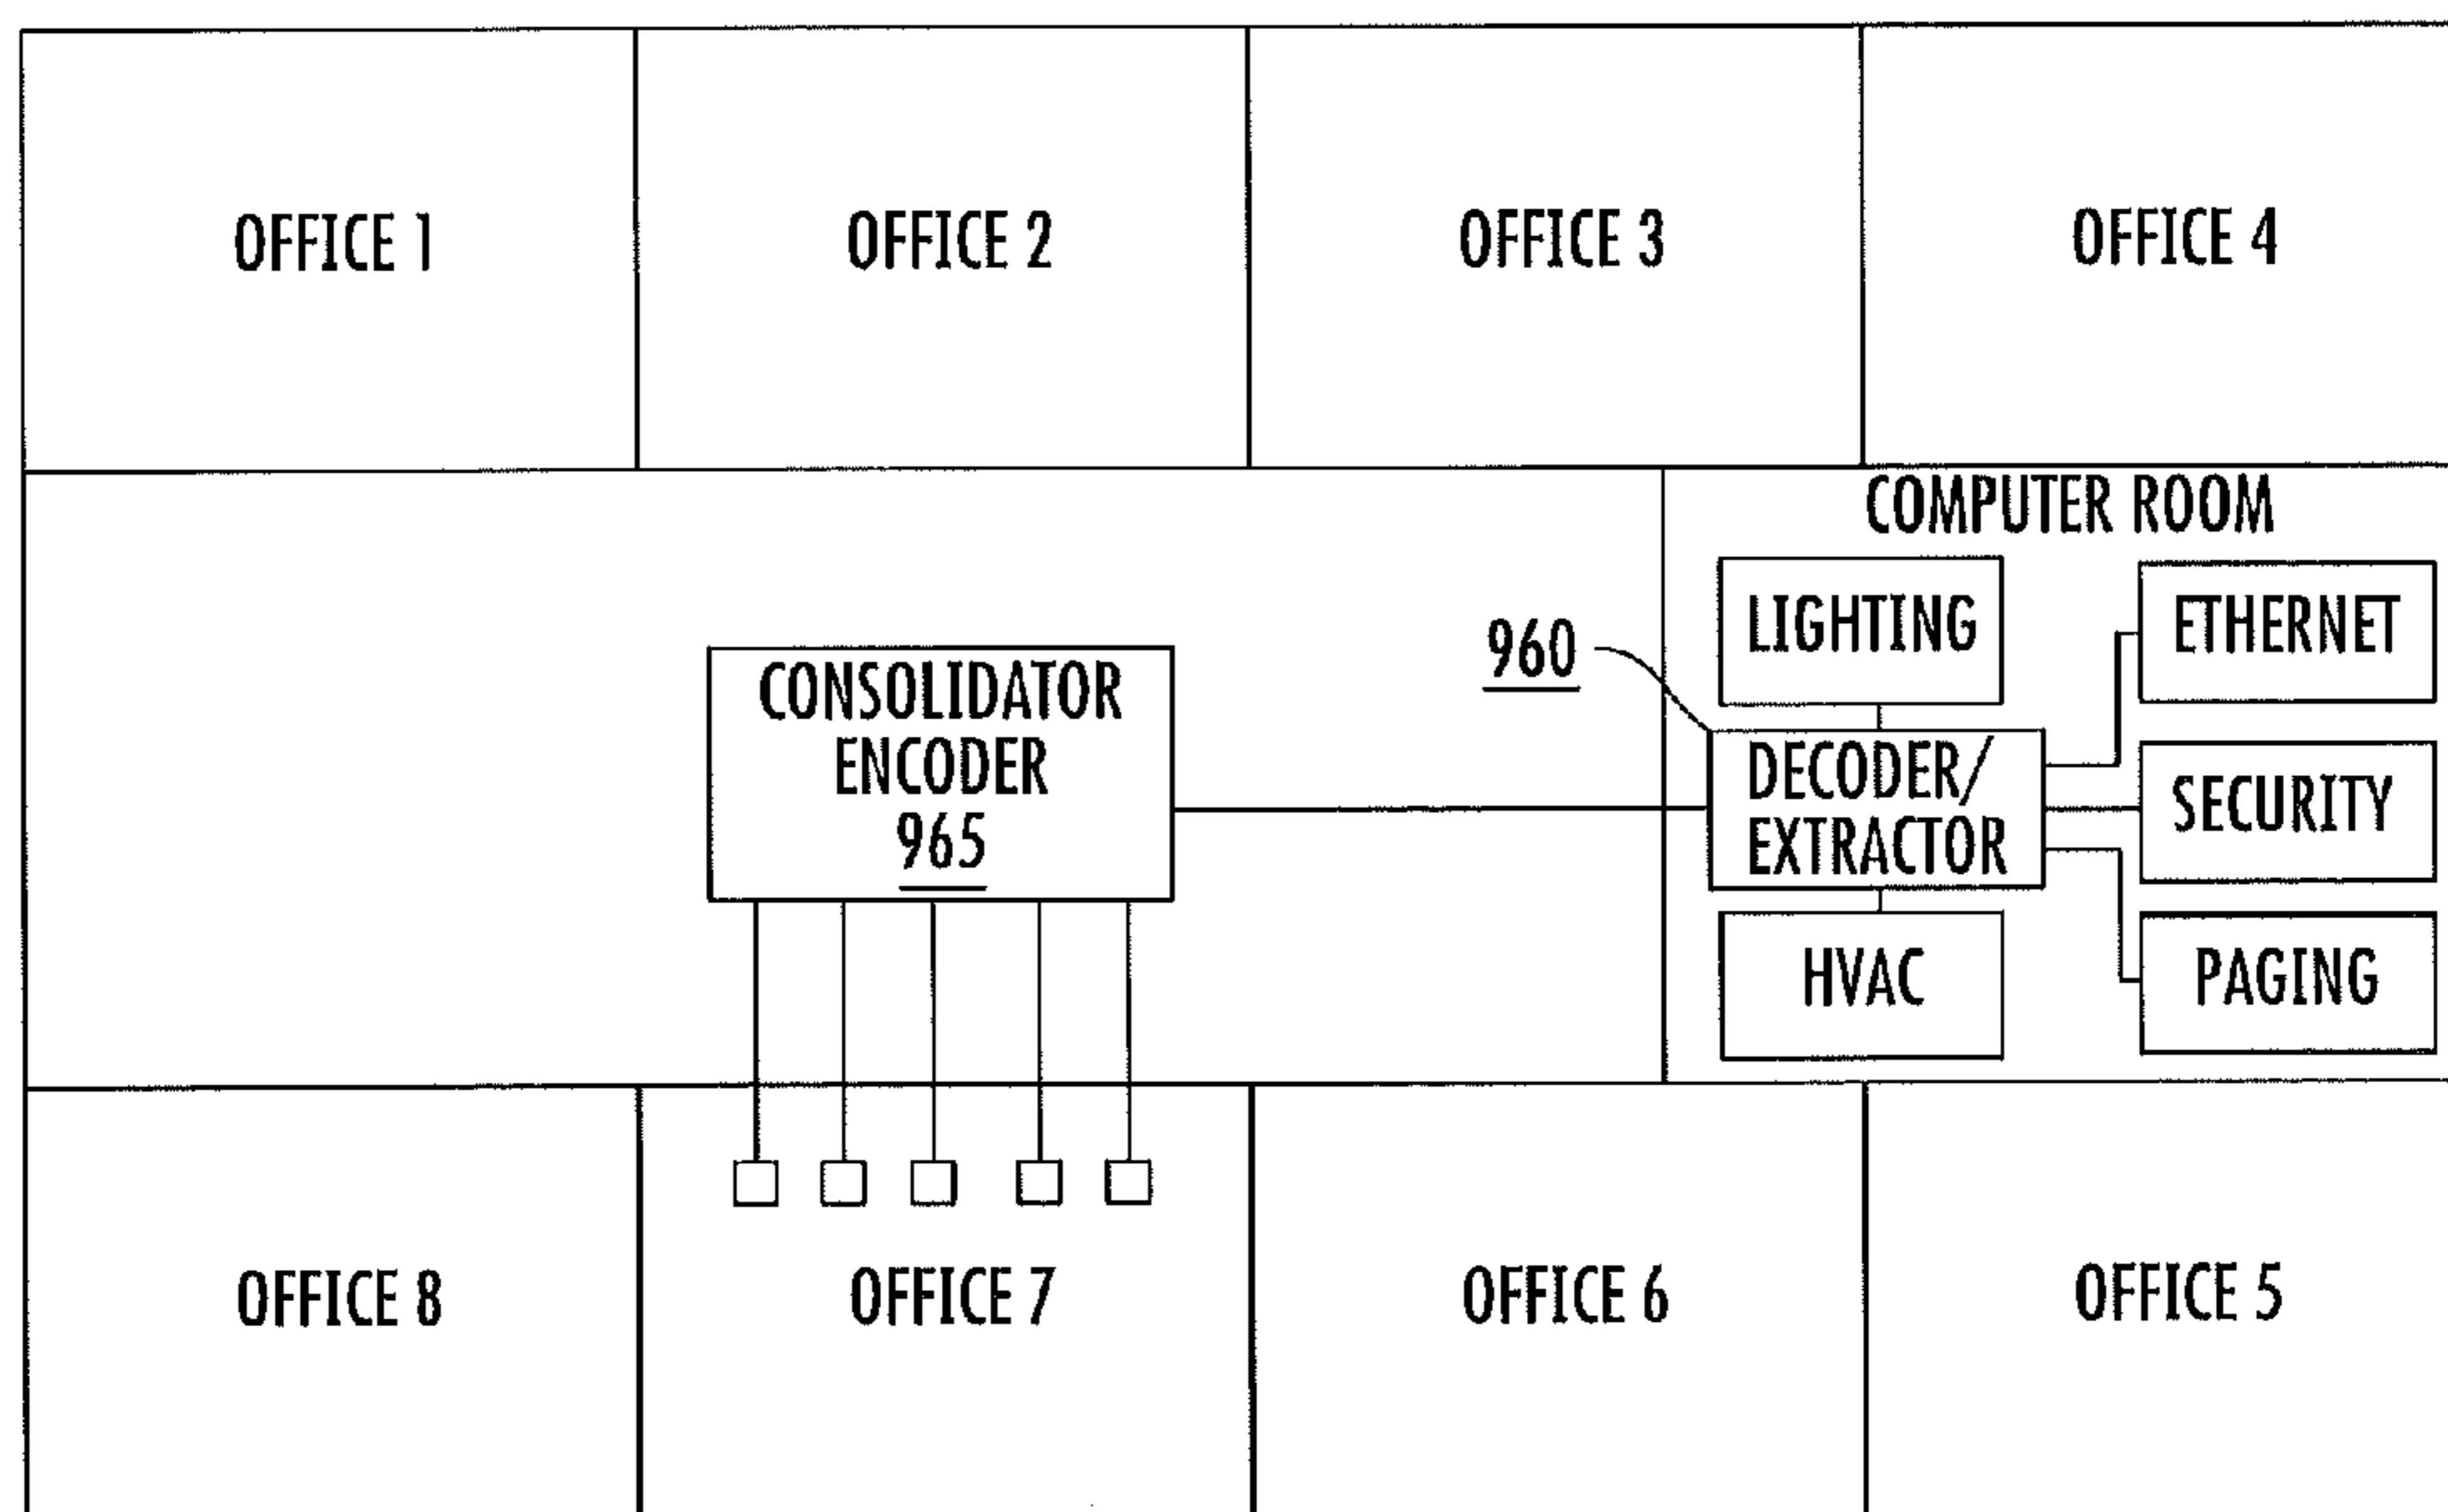 OFFICE 1
OFFICE 2
OFFICE 3
OFFICE 4
COMPUTER ROOM
CONSOLIDATOR
ENCODER
965
960
LIGHTING
ETHERNET
DECODER/
EXTRACTOR
SECURITY
HVAC
PAGING
OFFICE 8
OFFICE 7
OFFICE 6
OFFICE 5